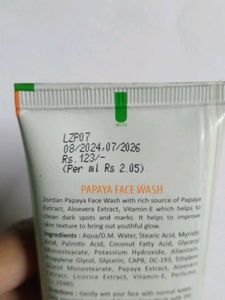 LZP07
08/2024,07/2026
Rs.123/-
(Per ml Rs 2.05)
PAPAYA FACE WASH
Zordan Papaya Face Wash with rich source of Papaya
Extract, Aloevera Extract, Vitamin-E which helps to
clean dark spots and marks. It helps to improve
skin texture to bring out youthful glow.
Ingredients : Aqua/D.M. Water, Stearic Acid, Myristic
Acid, Palmitic Acid, Coconut Fatty Acid, Glyceryl
Monostearate, Potassium Hydroxide, Allantoin,
Propylene Glycol, Glycerin, CAPB, DC-193, Ethylene
Glycol Monostearate, Papaya Extract, Aloevera
Extract, Licorice Extract, Vitamin-E, Perfume
Directions : Gently wet your face with normal water.